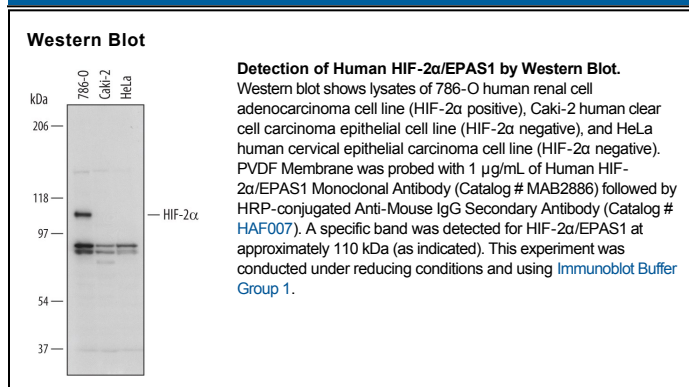 Western Blot
kDa
786-O
Caki-2
HeLa
206
118
97
54
37
HIF-2α
Detection of Human HIF-2α/EPAS1 by Western Blot.
Western blot shows lysates of 786-O human renal cell
adenocarcinoma cell line (HIF-2α positive), Caki-2 human clear
cell carcinoma epithelial cell line (HIF-2α negative), and HeLa
human cervical epithelial carcinoma cell line (HIF-2α negative).
PVDF Membrane was probed with 1 µg/mL of Human HIF-
2α/EPAS1 Monoclonal Antibody (Catalog # MAB2886) followed by
HRP-conjugated Anti-Mouse IgG Secondary Antibody (Catalog #
HAF007). A specific band was detected for HIF-2α/EPAS1 at
approximately 110 kDa (as indicated). This experiment was
conducted under reducing conditions and using Immunoblot Buffer
Group 1.